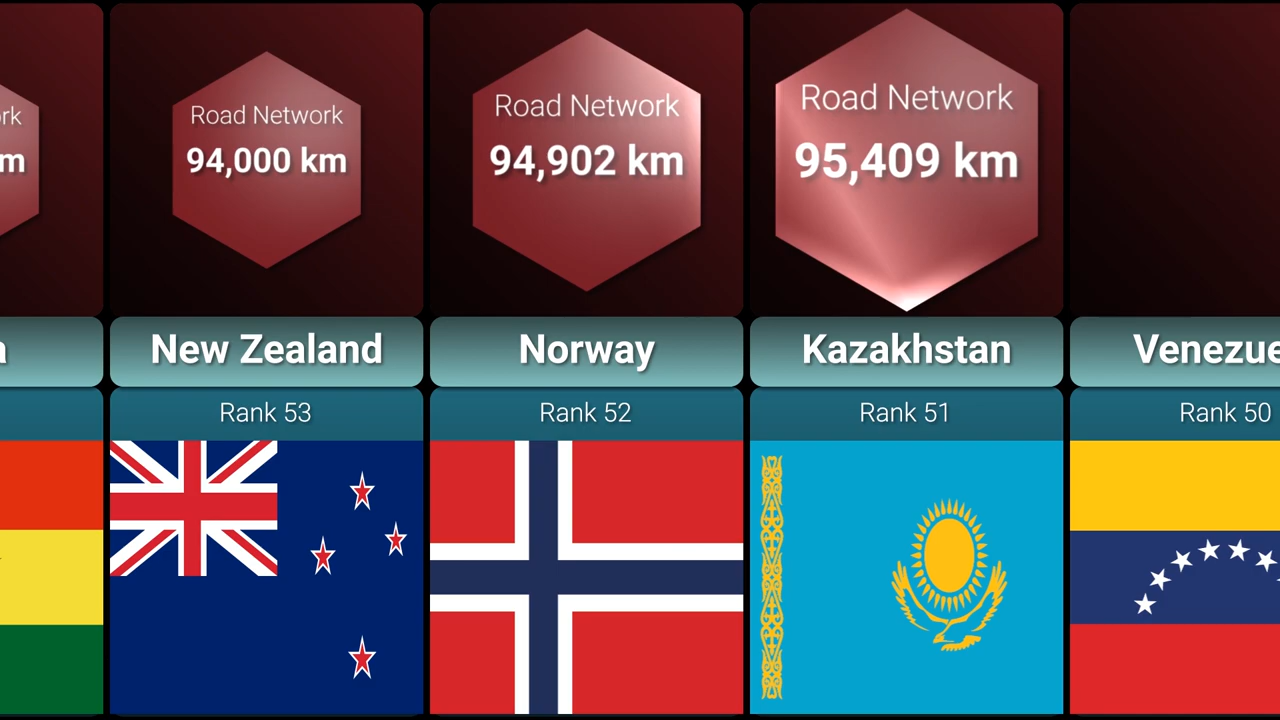 Road Network
94,000 km
New Zealand
Rank 53
Road Network
94,902 km
Norway
Rank 52
Road Network
95,409 km
Kazakhstan
Rank 51
Venezue
Rank 50